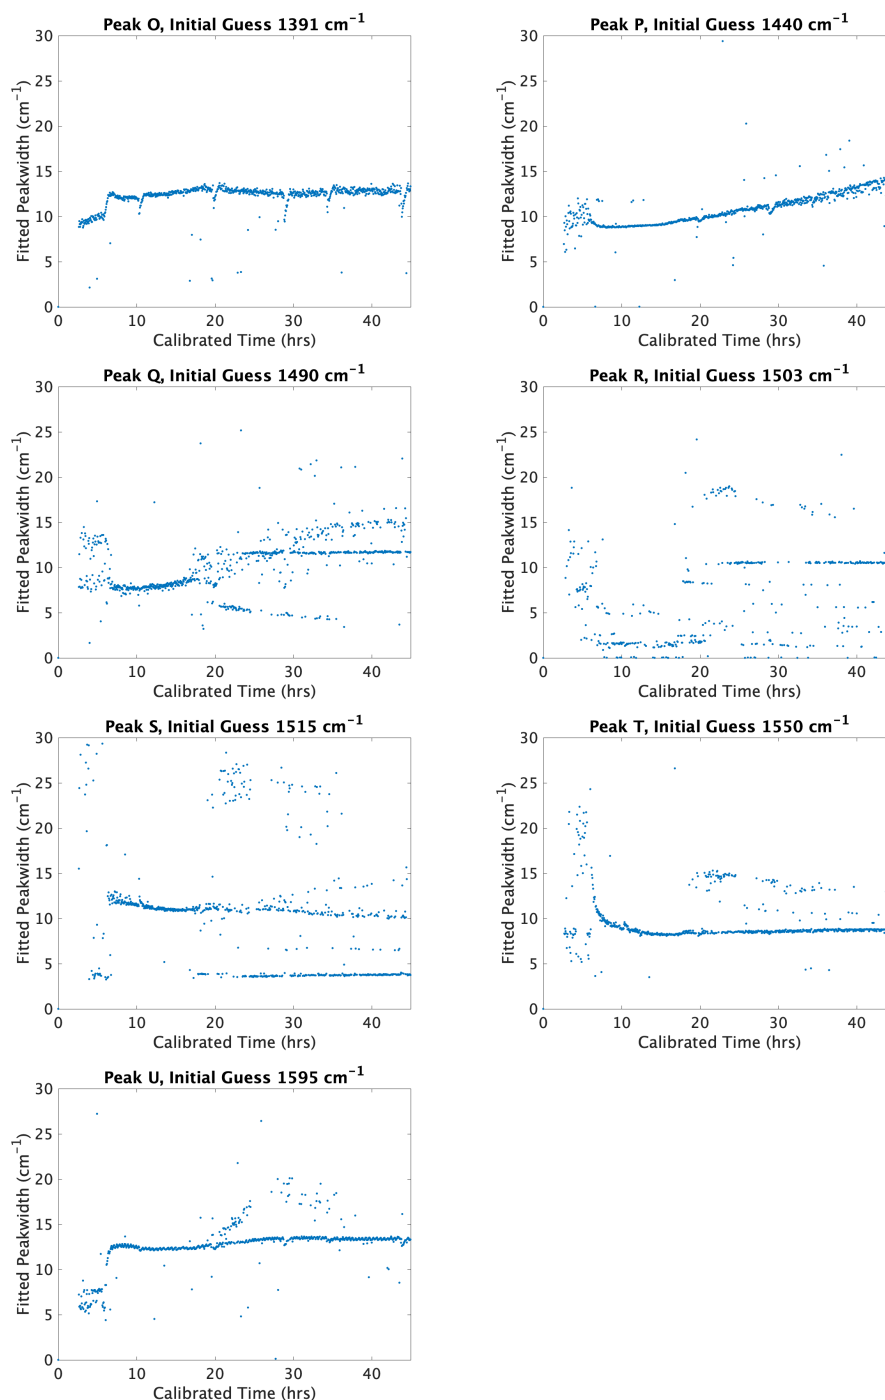 Peak O, Initial Guess 1391 cm⁻¹
Fitted Peakwidth (cm⁻¹)
30
25
20
15
10
5
0
0 10 20 30 40
Calibrated Time (hrs)
Peak P, Initial Guess 1440 cm⁻¹
Fitted Peakwidth (cm⁻¹)
30
25
20
15
10
5
0
0 10 20 30 40
Calibrated Time (hrs)
Peak Q, Initial Guess 1490 cm⁻¹
Fitted Peakwidth (cm⁻¹)
30
25
20
15
10
5
0
0 10 20 30 40
Calibrated Time (hrs)
Peak R, Initial Guess 1503 cm⁻¹
Fitted Peakwidth (cm⁻¹)
30
25
20
15
10
5
0
0 10 20 30 40
Calibrated Time (hrs)
Peak S, Initial Guess 1515 cm⁻¹
Fitted Peakwidth (cm⁻¹)
30
25
20
15
10
5
0
0 10 20 30 40
Calibrated Time (hrs)
Peak T, Initial Guess 1550 cm⁻¹
Fitted Peakwidth (cm⁻¹)
30
25
20
15
10
5
0
0 10 20 30 40
Calibrated Time (hrs)
Peak U, Initial Guess 1595 cm⁻¹
Fitted Peakwidth (cm⁻¹)
30
25
20
15
10
5
0
0 10 20 30 40
Calibrated Time (hrs)